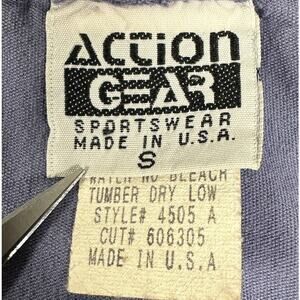 Action
GEAR
SPORTSWEAR
MADE IN U.S.A.
S
NO BLEACH
TUMBER DRY LOW
STYLE# 4505 A
CUT# 606305
MADE IN U.S.A